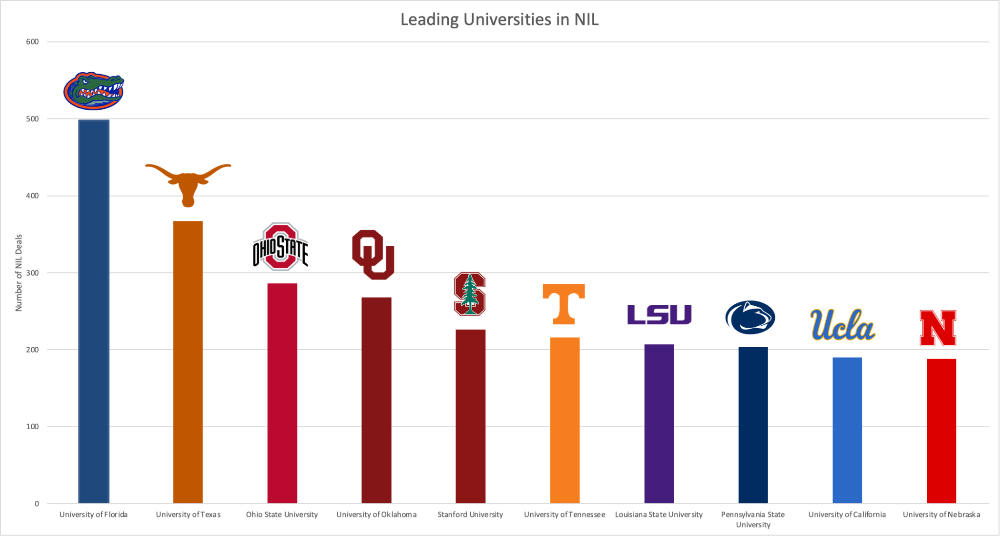 Leading Universities in NIL
600
500
400
300
200
100
0
Number of NIL Deals
OHIO STATE
OU
S
T
LSU
Ucla
N
University of Florida
University of Texas
Ohio State University
University of Oklahoma
Stanford University
University of Tennessee
Louisiana State University
Pennsylvania State
University
University of California
University of Nebraska